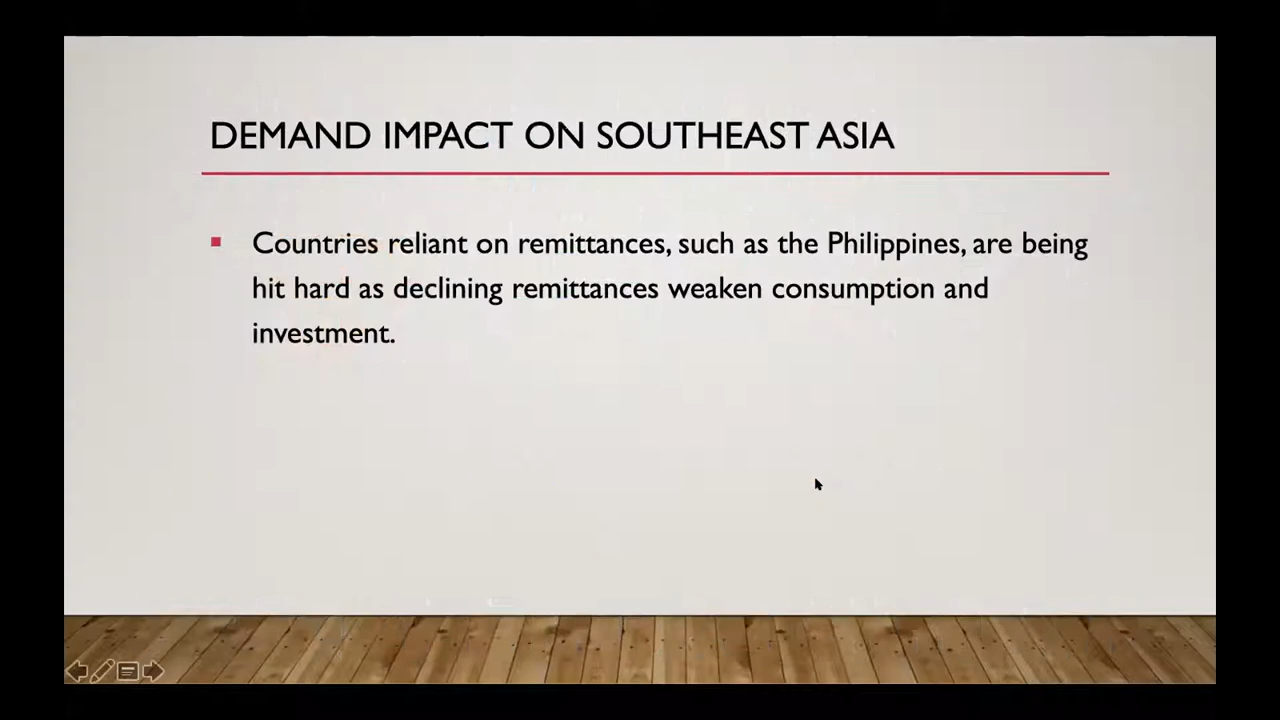 DEMAND IMPACT ON SOUTHEAST ASIA
Countries reliant on remittances, such as the Philippines, are being
hit hard as declining remittances weaken consumption and
investment.